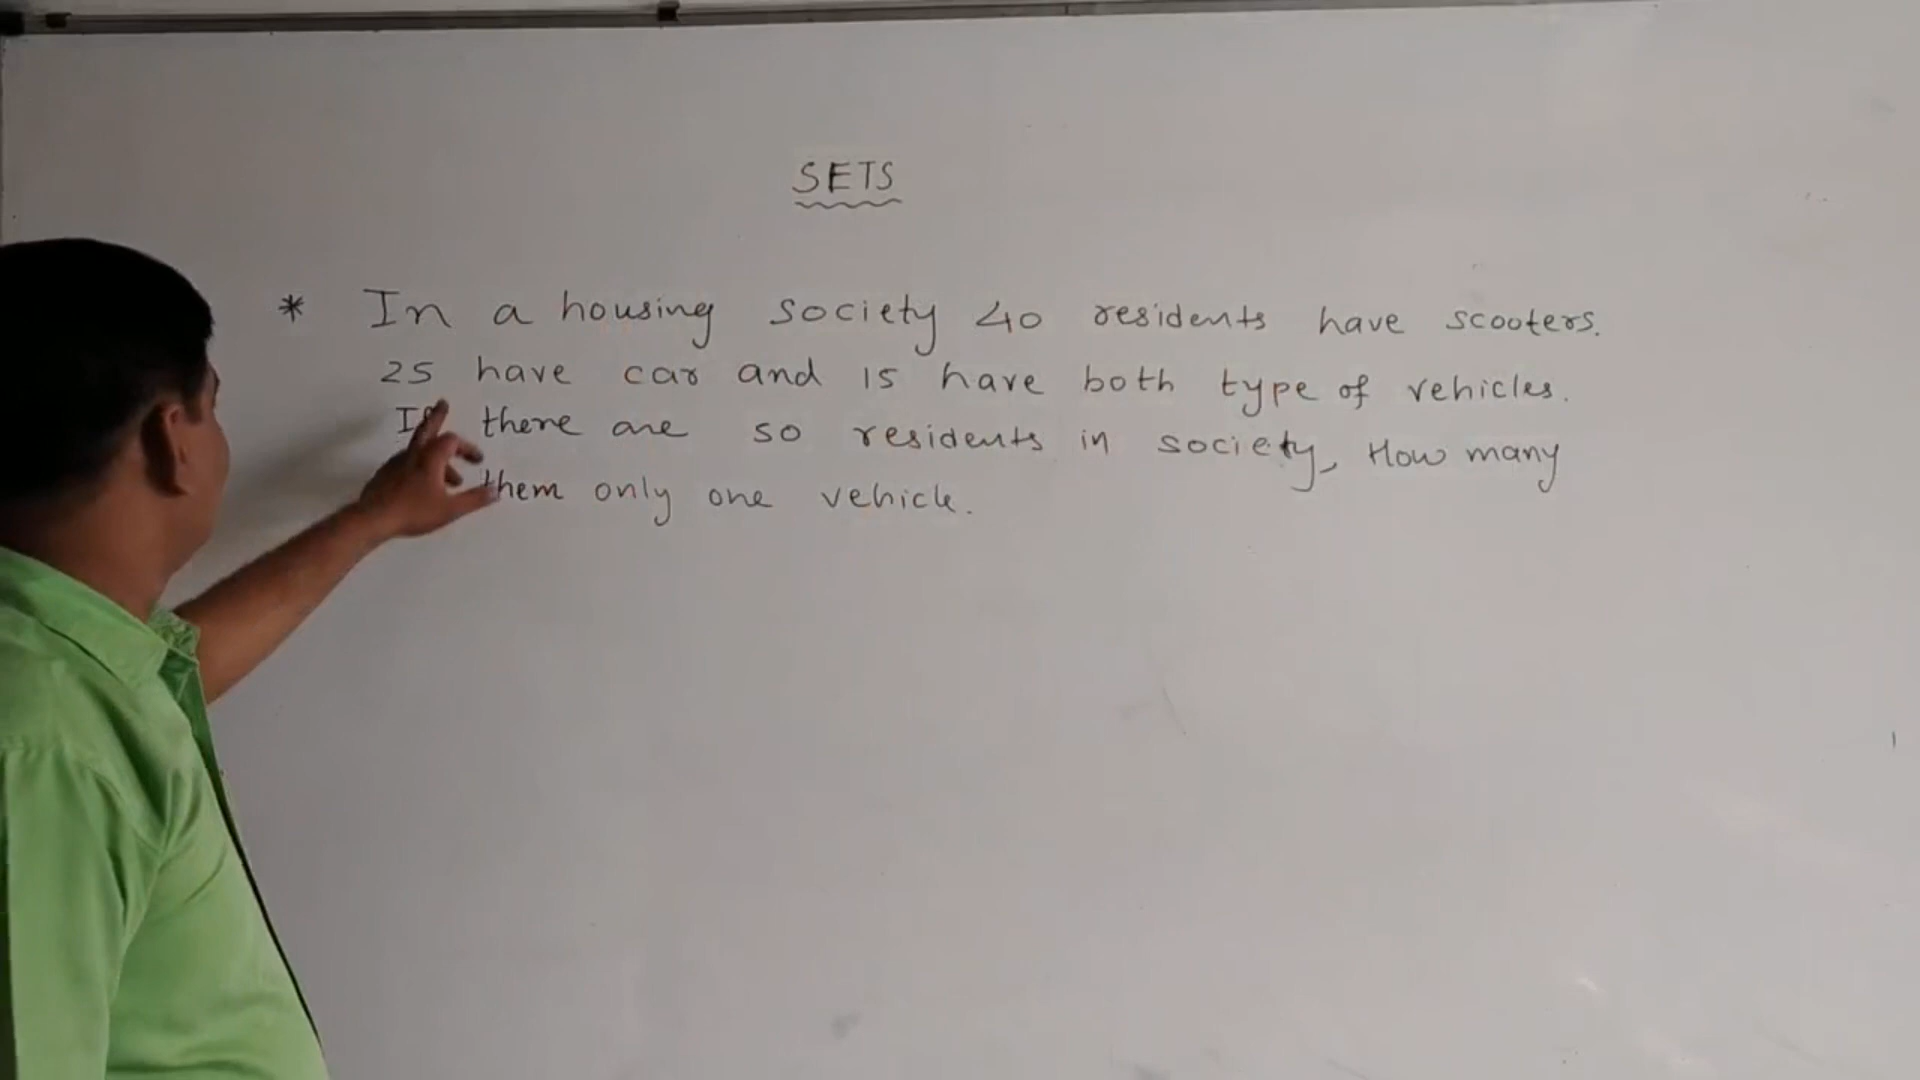 SETS
* In a housing society 40 residents have scooters.
25 have car and 15 have both type of vehicles.
If there are 50 residents in society, How many
them only one vehicle.